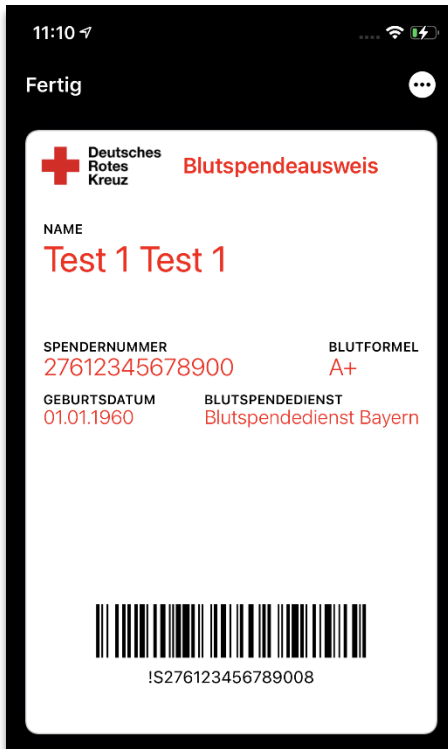 11:10
Fertig
Deutsches
Rotes
Kreuz
Blutspendeausweis
NAME
Test 1 Test 1
SPENDERNUMMER BLUTFORMEL
27612345678900 A+
GEBURTSDATUM BLUTSPENDEDIENST
01.01.1960 Blutspendedienst Bayern
!S276123456789008